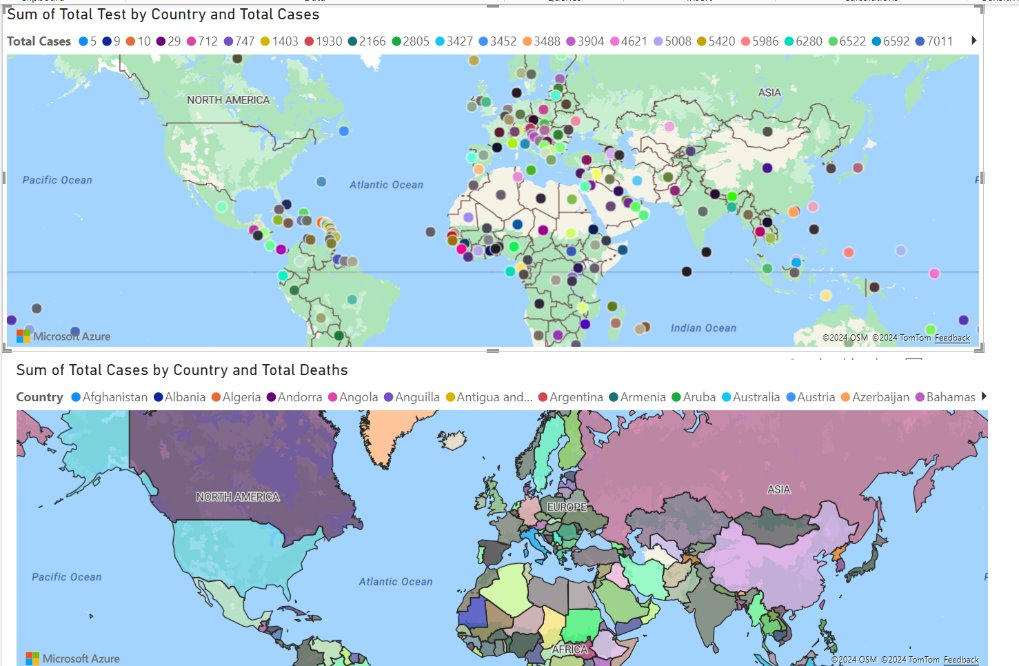 Sum of Total Test by Country and Total Cases
Total Cases 5 9 10 29 712 747 1403 1930 2166 2805 3427 3452 3488 3904 4621 5008 5420 5986 6280 6522 6592 7011
NORTH AMERICA
ASIA
Pacific Ocean
Atlantic Ocean
Indian Ocean
Microsoft Azure
©2024 OSM ©2024 TomTom Feedback
Sum of Total Cases by Country and Total Deaths
Country Afghanistan Albania Algeria Andorra Angola Anguilla Antigua and... Argentina Armenia Aruba Australia Austria Azerbaijan Bahamas
NORTH AMERICA
ASIA
EUROPE
Pacific Ocean
Atlantic Ocean
AFRICA
Microsoft Azure
©2024 OSM ©2024 TomTom Feedback